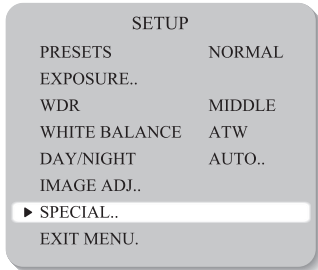 SETUP
PRESETS NORMAL
EXPOSURE..
WDR MIDDLE
WHITE BALANCE ATW
DAY/NIGHT AUTO..
IMAGE ADJ..
▶ SPECIAL..
EXIT MENU.